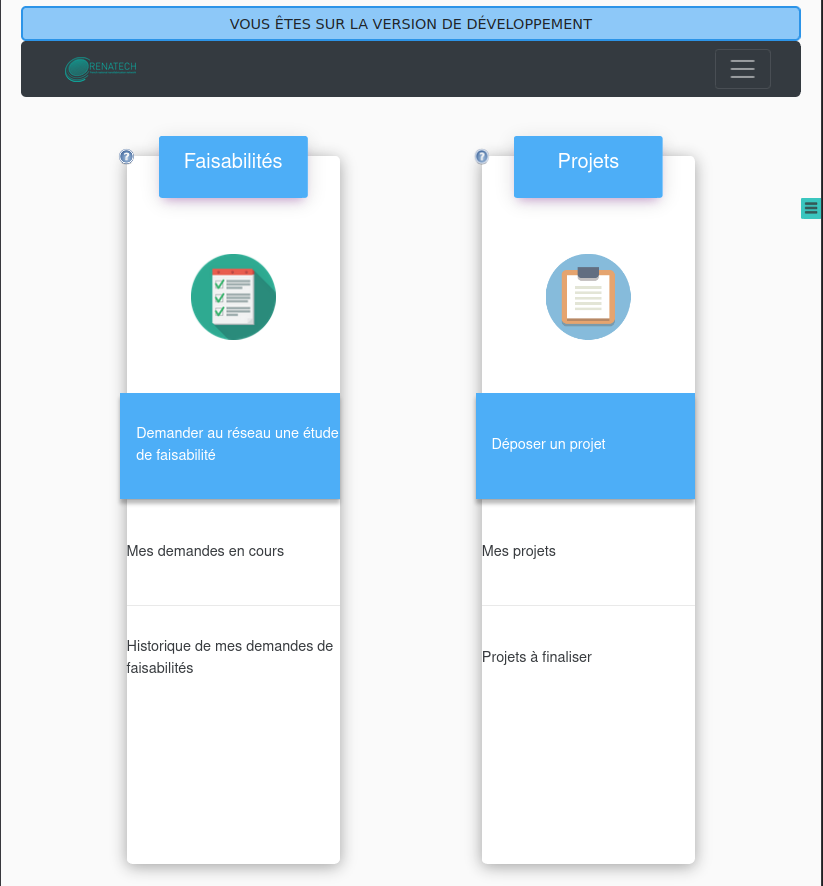 VOUS ÊTES SUR LA VERSION DE DÉVELOPPEMENT
RENATECH
Faisabilités
Projets
Demander au réseau une étude
de faisabilité
Déposer un projet
Mes demandes en cours
Mes projets
Historique de mes demandes de
faisabilités
Projets à finaliser